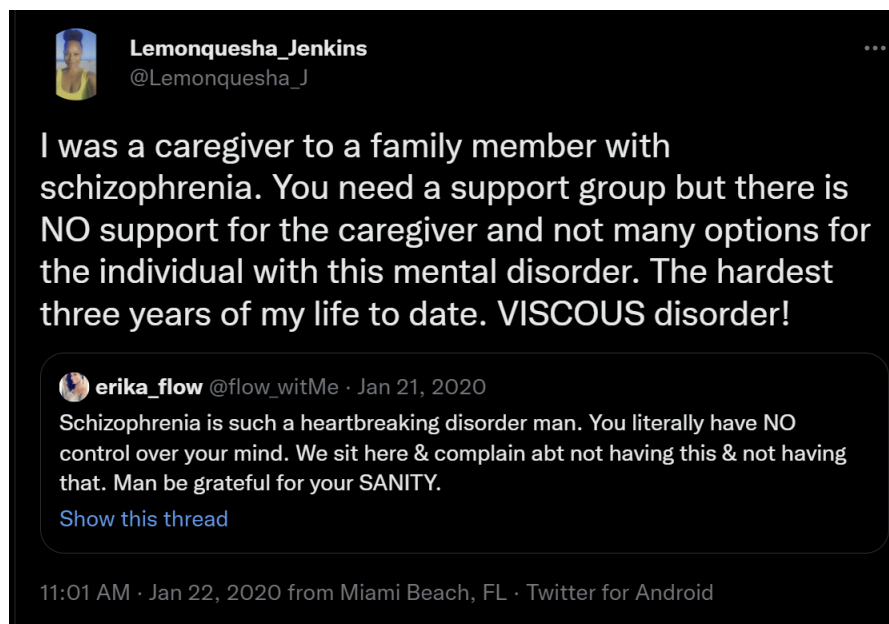 Lemonquesha_Jenkins
@Lemonquesha_J
I was a caregiver to a family member with
schizophrenia. You need a support group but there is
NO support for the caregiver and not many options for
the individual with this mental disorder. The hardest
three years of my life to date. VISCOUS disorder!
erika_flow @flow_witMe · Jan 21, 2020
Schizophrenia is such a heartbreaking disorder man. You literally have NO
control over your mind. We sit here & complain abt not having this & not having
that. Man be grateful for your SANITY.
Show this thread
11:01 AM · Jan 22, 2020 from Miami Beach, FL · Twitter for Android